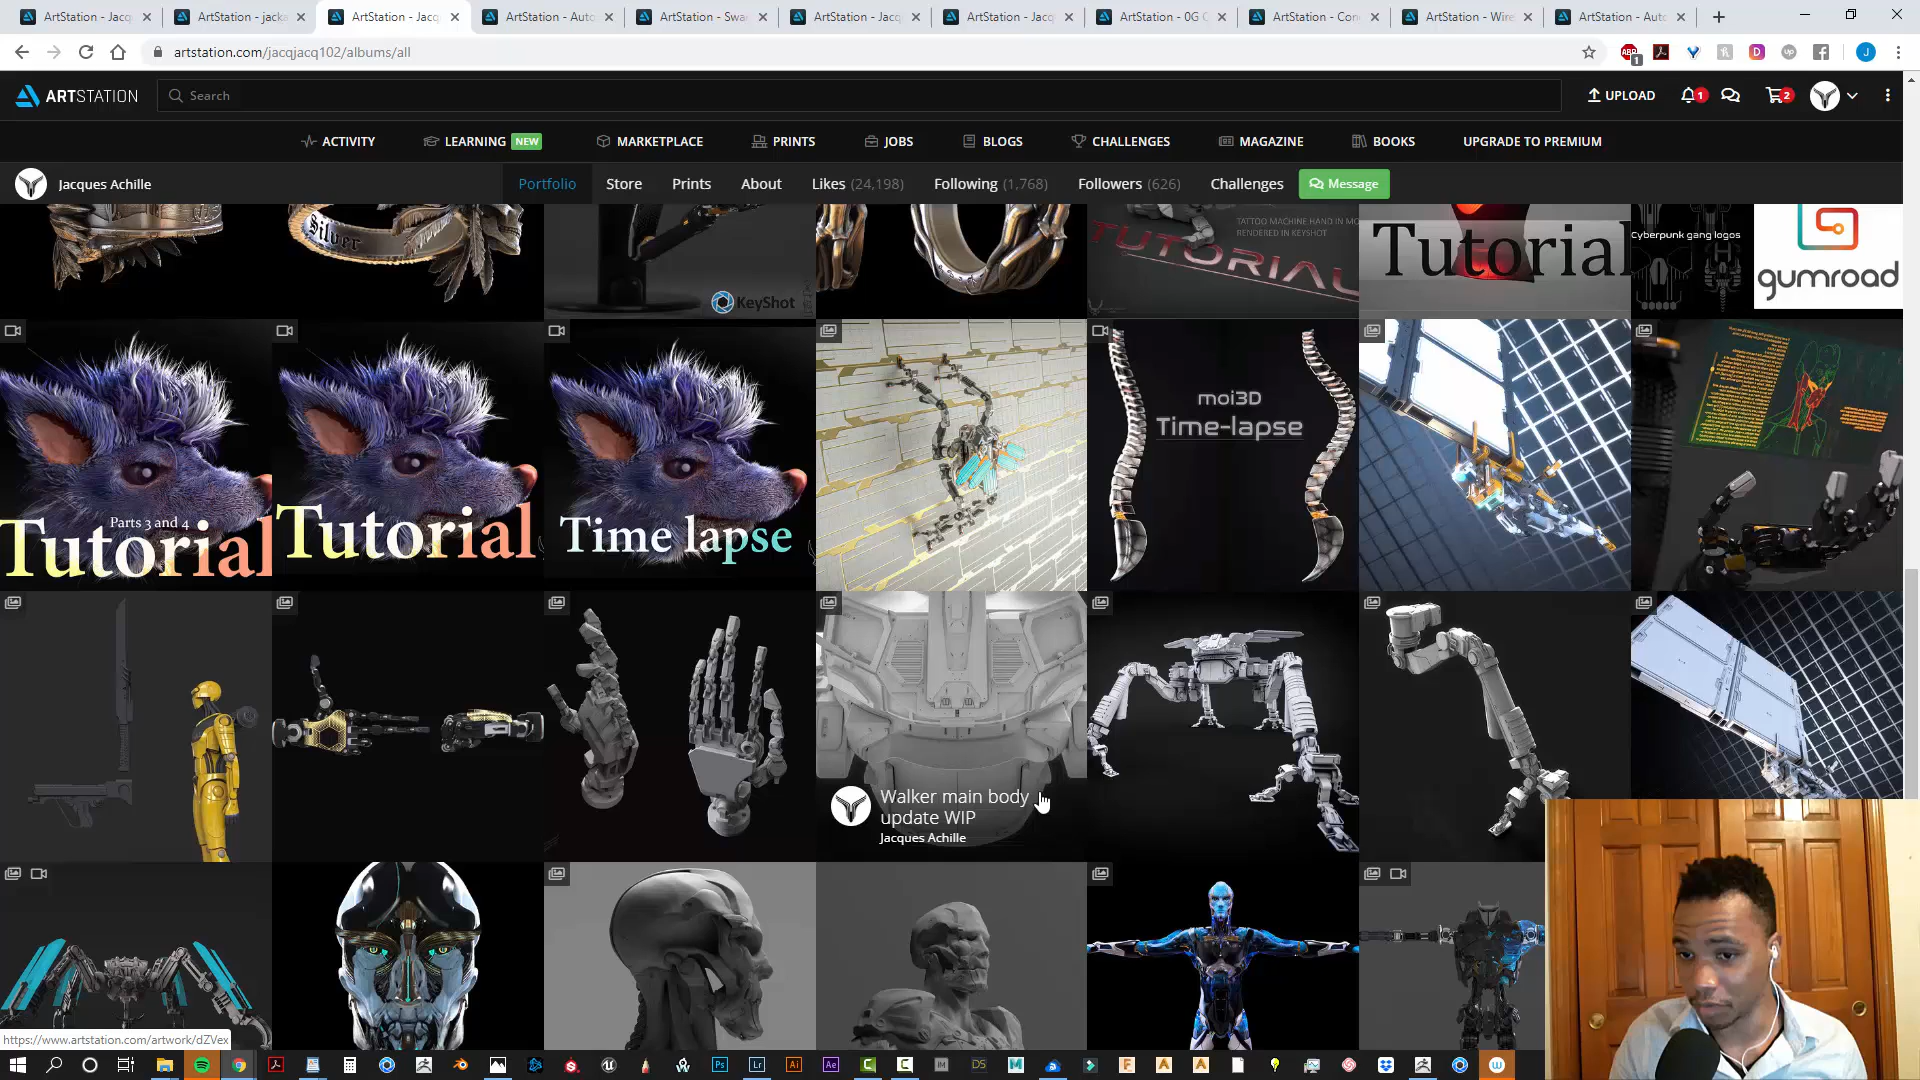 ArtStation - Jacq
ArtStation - jacks
ArtStation - Jacq
ArtStation - Auto
ArtStation - Swa
ArtStation - Jacq
ArtStation - Jacq
ArtStation - 0G C
ArtStation - Con
ArtStation - Wire
ArtStation - Auto
artstation.com/jacqjacq102/albums/all
ARTSTATION
Search
UPLOAD
1
2
ACTIVITY
LEARNING NEW
MARKETPLACE
PRINTS
JOBS
BLOGS
CHALLENGES
MAGAZINE
BOOKS
UPGRADE TO PREMIUM
Jacques Achille
Portfolio
Store
Prints
About
Likes (24,198)
Following (1,768)
Followers (626)
Challenges
Message
Silver
KeyShot
TATTOO MACHINE HAND IN MO
RENDERED IN KEYSHOT
TUTORIAL
Tutorial
Cyberpunk gang logos
gumroad
Parts 3 and 4
Tutorial
Tutorial
Time lapse
moi3D
Time-lapse
Walker main body
update WIP
Jacques Achille
https://www.artstation.com/artwork/dZVex